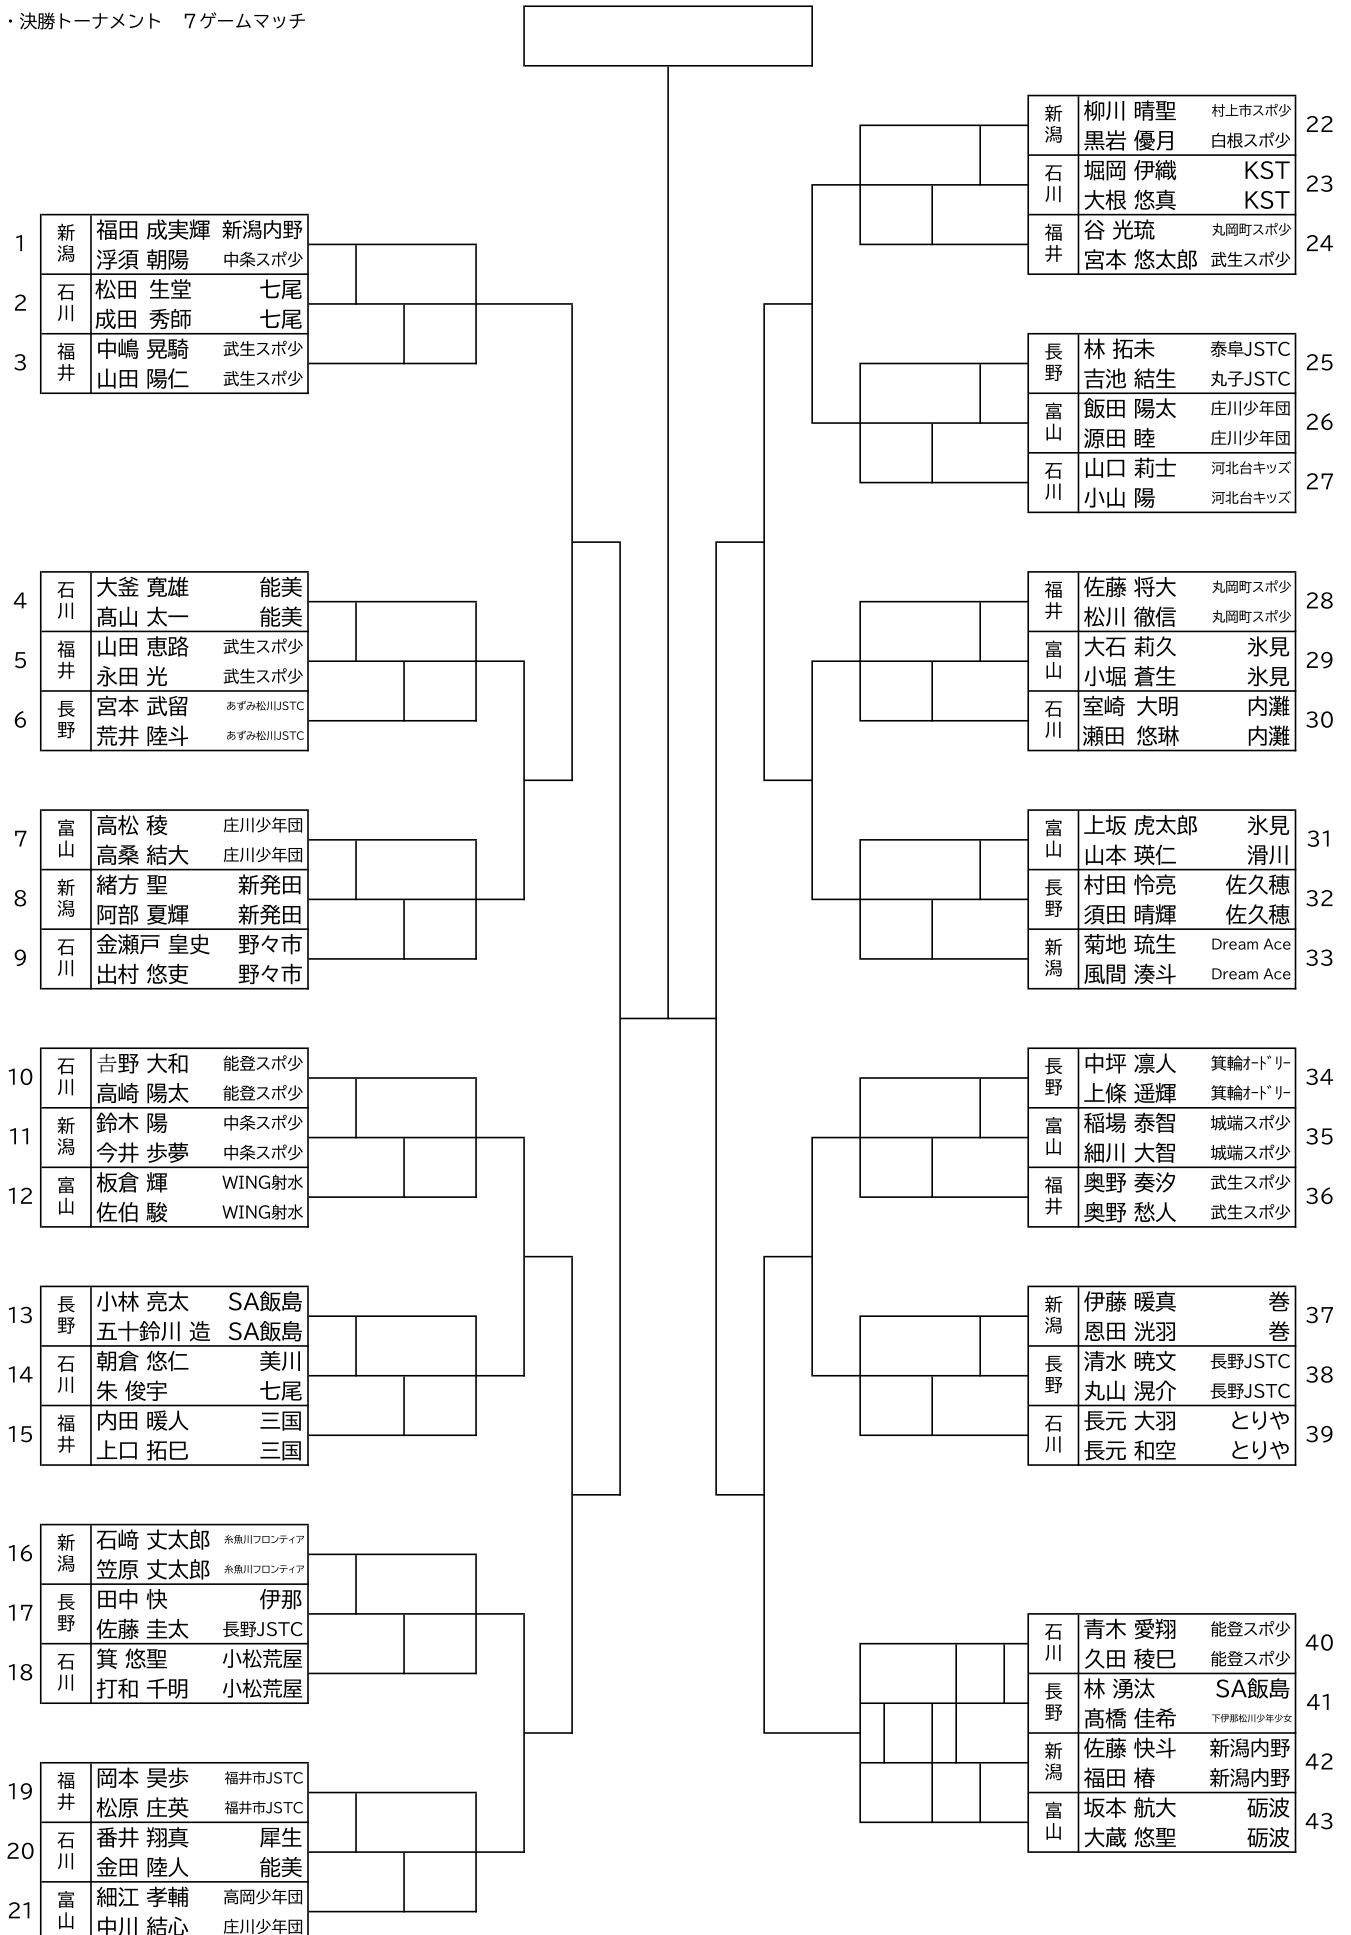 ・決勝トーナメント　７ゲームマッチ
1 新潟 福田 成実輝 新潟内野
浮須 朝陽 中条スポ少
2 石川 松田 生堂 七尾
成田 秀師 七尾
3 福井 中嶋 晃騎 武生スポ少
山田 陽仁 武生スポ少
4 石川 大釜 寛雄 能美
髙山 太一 能美
5 福井 山田 恵路 武生スポ少
永田 光 武生スポ少
6 長野 宮本 武留 あずみ松川JSTC
荒井 陸斗 あずみ松川JSTC
7 富山 高松 稜 庄川少年団
高桑 結大 庄川少年団
8 新潟 緒方 聖 新発田
阿部 夏輝 新発田
9 石川 金瀬戸 皇史 野々市
出村 悠吏 野々市
10 石川 𠮷野 大和 能登スポ少
高崎 陽太 能登スポ少
11 新潟 鈴木 陽 中条スポ少
今井 歩夢 中条スポ少
12 富山 板倉 輝 WING射水
佐伯 駿 WING射水
13 長野 小林 亮太 SA飯島
五十鈴川 造 SA飯島
14 石川 朝倉 悠仁 美川
朱 俊宇 七尾
15 福井 内田 暖人 三国
上口 拓巳 三国
16 新潟 石﨑 丈太郎 糸魚川フロンティア
笠原 丈太郎 糸魚川フロンティア
17 長野 田中 快 伊那
佐藤 圭太 長野JSTC
18 石川 箕 悠聖 小松荒屋
打和 千明 小松荒屋
19 福井 岡本 昊歩 福井市JSTC
松原 庄英 福井市JSTC
20 石川 番井 翔真 犀生
金田 陸人 能美
21 富山 細江 孝輔 高岡少年団
中川 結心 庄川少年団
新潟 柳川 晴聖 村上市スポ少 22
黒岩 優月 白根スポ少
石川 堀岡 伊織 KST 23
大根 悠真 KST
福井 谷 光琉 丸岡町スポ少 24
宮本 悠太郎 武生スポ少
長野 林 拓未 泰阜JSTC 25
吉池 結生 丸子JSTC
富山 飯田 陽太 庄川少年団 26
源田 睦 庄川少年団
石川 山口 莉士 河北台キッズ 27
小山 陽 河北台キッズ
福井 佐藤 将大 丸岡町スポ少 28
松川 徹信 丸岡町スポ少
富山 大石 莉久 氷見 29
小堀 蒼生 氷見
石川 室崎 大明 内灘 30
瀬田 悠琳 内灘
富山 上坂 虎太郎 氷見 31
山本 瑛仁 滑川
長野 村田 怜亮 佐久穂 32
須田 晴輝 佐久穂
新潟 菊地 琉生 Dream Ace 33
風間 湊斗 Dream Ace
長野 中坪 凛人 箕輪ｵｰﾄﾞﾘｰ 34
上條 遥輝 箕輪ｵｰﾄﾞﾘｰ
富山 稲場 泰智 城端スポ少 35
細川 大智 城端スポ少
福井 奥野 奏汐 武生スポ少 36
奥野 愁人 武生スポ少
新潟 伊藤 暖真 巻 37
恩田 洸羽 巻
長野 清水 暁文 長野JSTC 38
丸山 滉介 長野JSTC
石川 長元 大羽 とりや 39
長元 和空 とりや
石川 青木 愛翔 能登スポ少 40
久田 稜巳 能登スポ少
長野 林 湧汰 SA飯島 41
髙橋 佳希 下伊那松川少年少女
新潟 佐藤 快斗 新潟内野 42
福田 椿 新潟内野
富山 坂本 航大 砺波 43
大蔵 悠聖 砺波